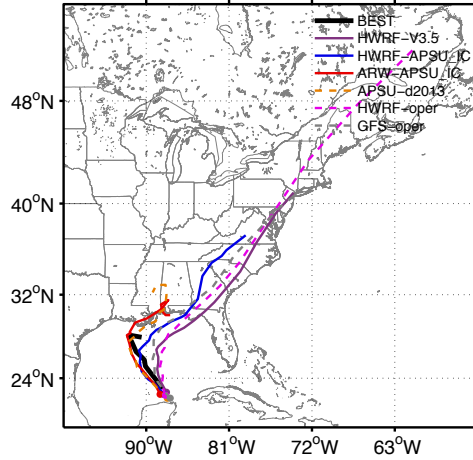 BEST
HWRF-V3.5
HWRF-APSU_IC
ARW-APSU_IC
APSU-d2013
HWRF-oper
GFS-oper
48°N
40°N
32°N
24°N
90°W
81°W
72°W
63°W